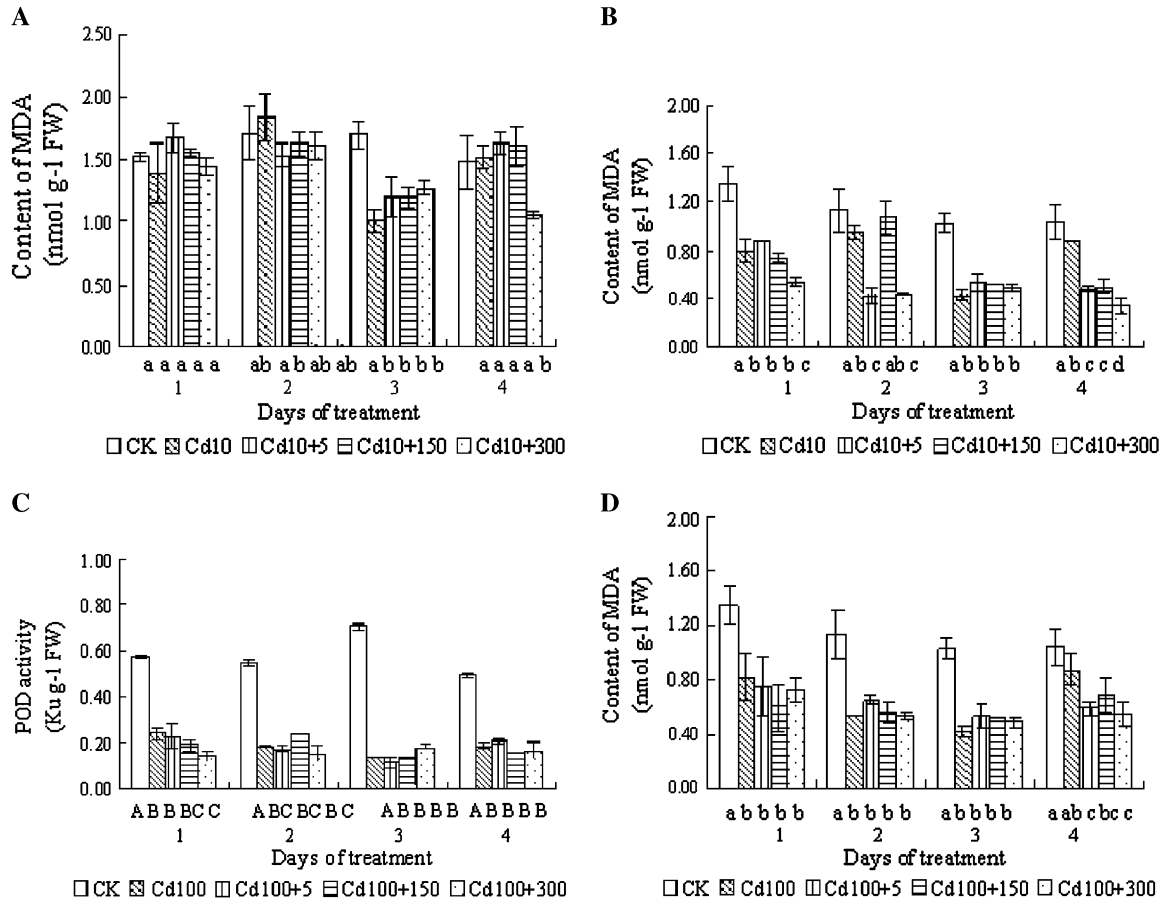 A
Content of MDA
(nmol g-1 FW)
2.50
2.00
1.50
1.00
0.50
0.00
a a a a a ab a b ab ab a b b b b a a a a b
1 2 3 4
Days of treatment
CK Cd10 Cd10+5 Cd10+150 Cd10+300
B
Content of MDA
(nmol g-1 FW)
2.00
1.60
1.20
0.80
0.40
0.00
a b b b c a b c ab c a b b b b a b c c d
1 2 3 4
Days of treatment
CK Cd10 Cd10+5 Cd10+150 Cd10+300
C
POD activity
(Ku g-1 FW)
1.00
0.80
0.60
0.40
0.20
0.00
A B B BC C A BC BC B C A B B B B A B B B B
1 2 3 4
Days of treatment
CK Cd100 Cd100+5 Cd100+150 Cd100+300
D
Content of MDA
(nmol g-1 FW)
2.00
1.60
1.20
0.80
0.40
0.00
a b b b b a b b b b a b b b b a ab c bc c
1 2 3 4
Days of treatment
CK Cd100 Cd100+5 Cd100+150 Cd100+300